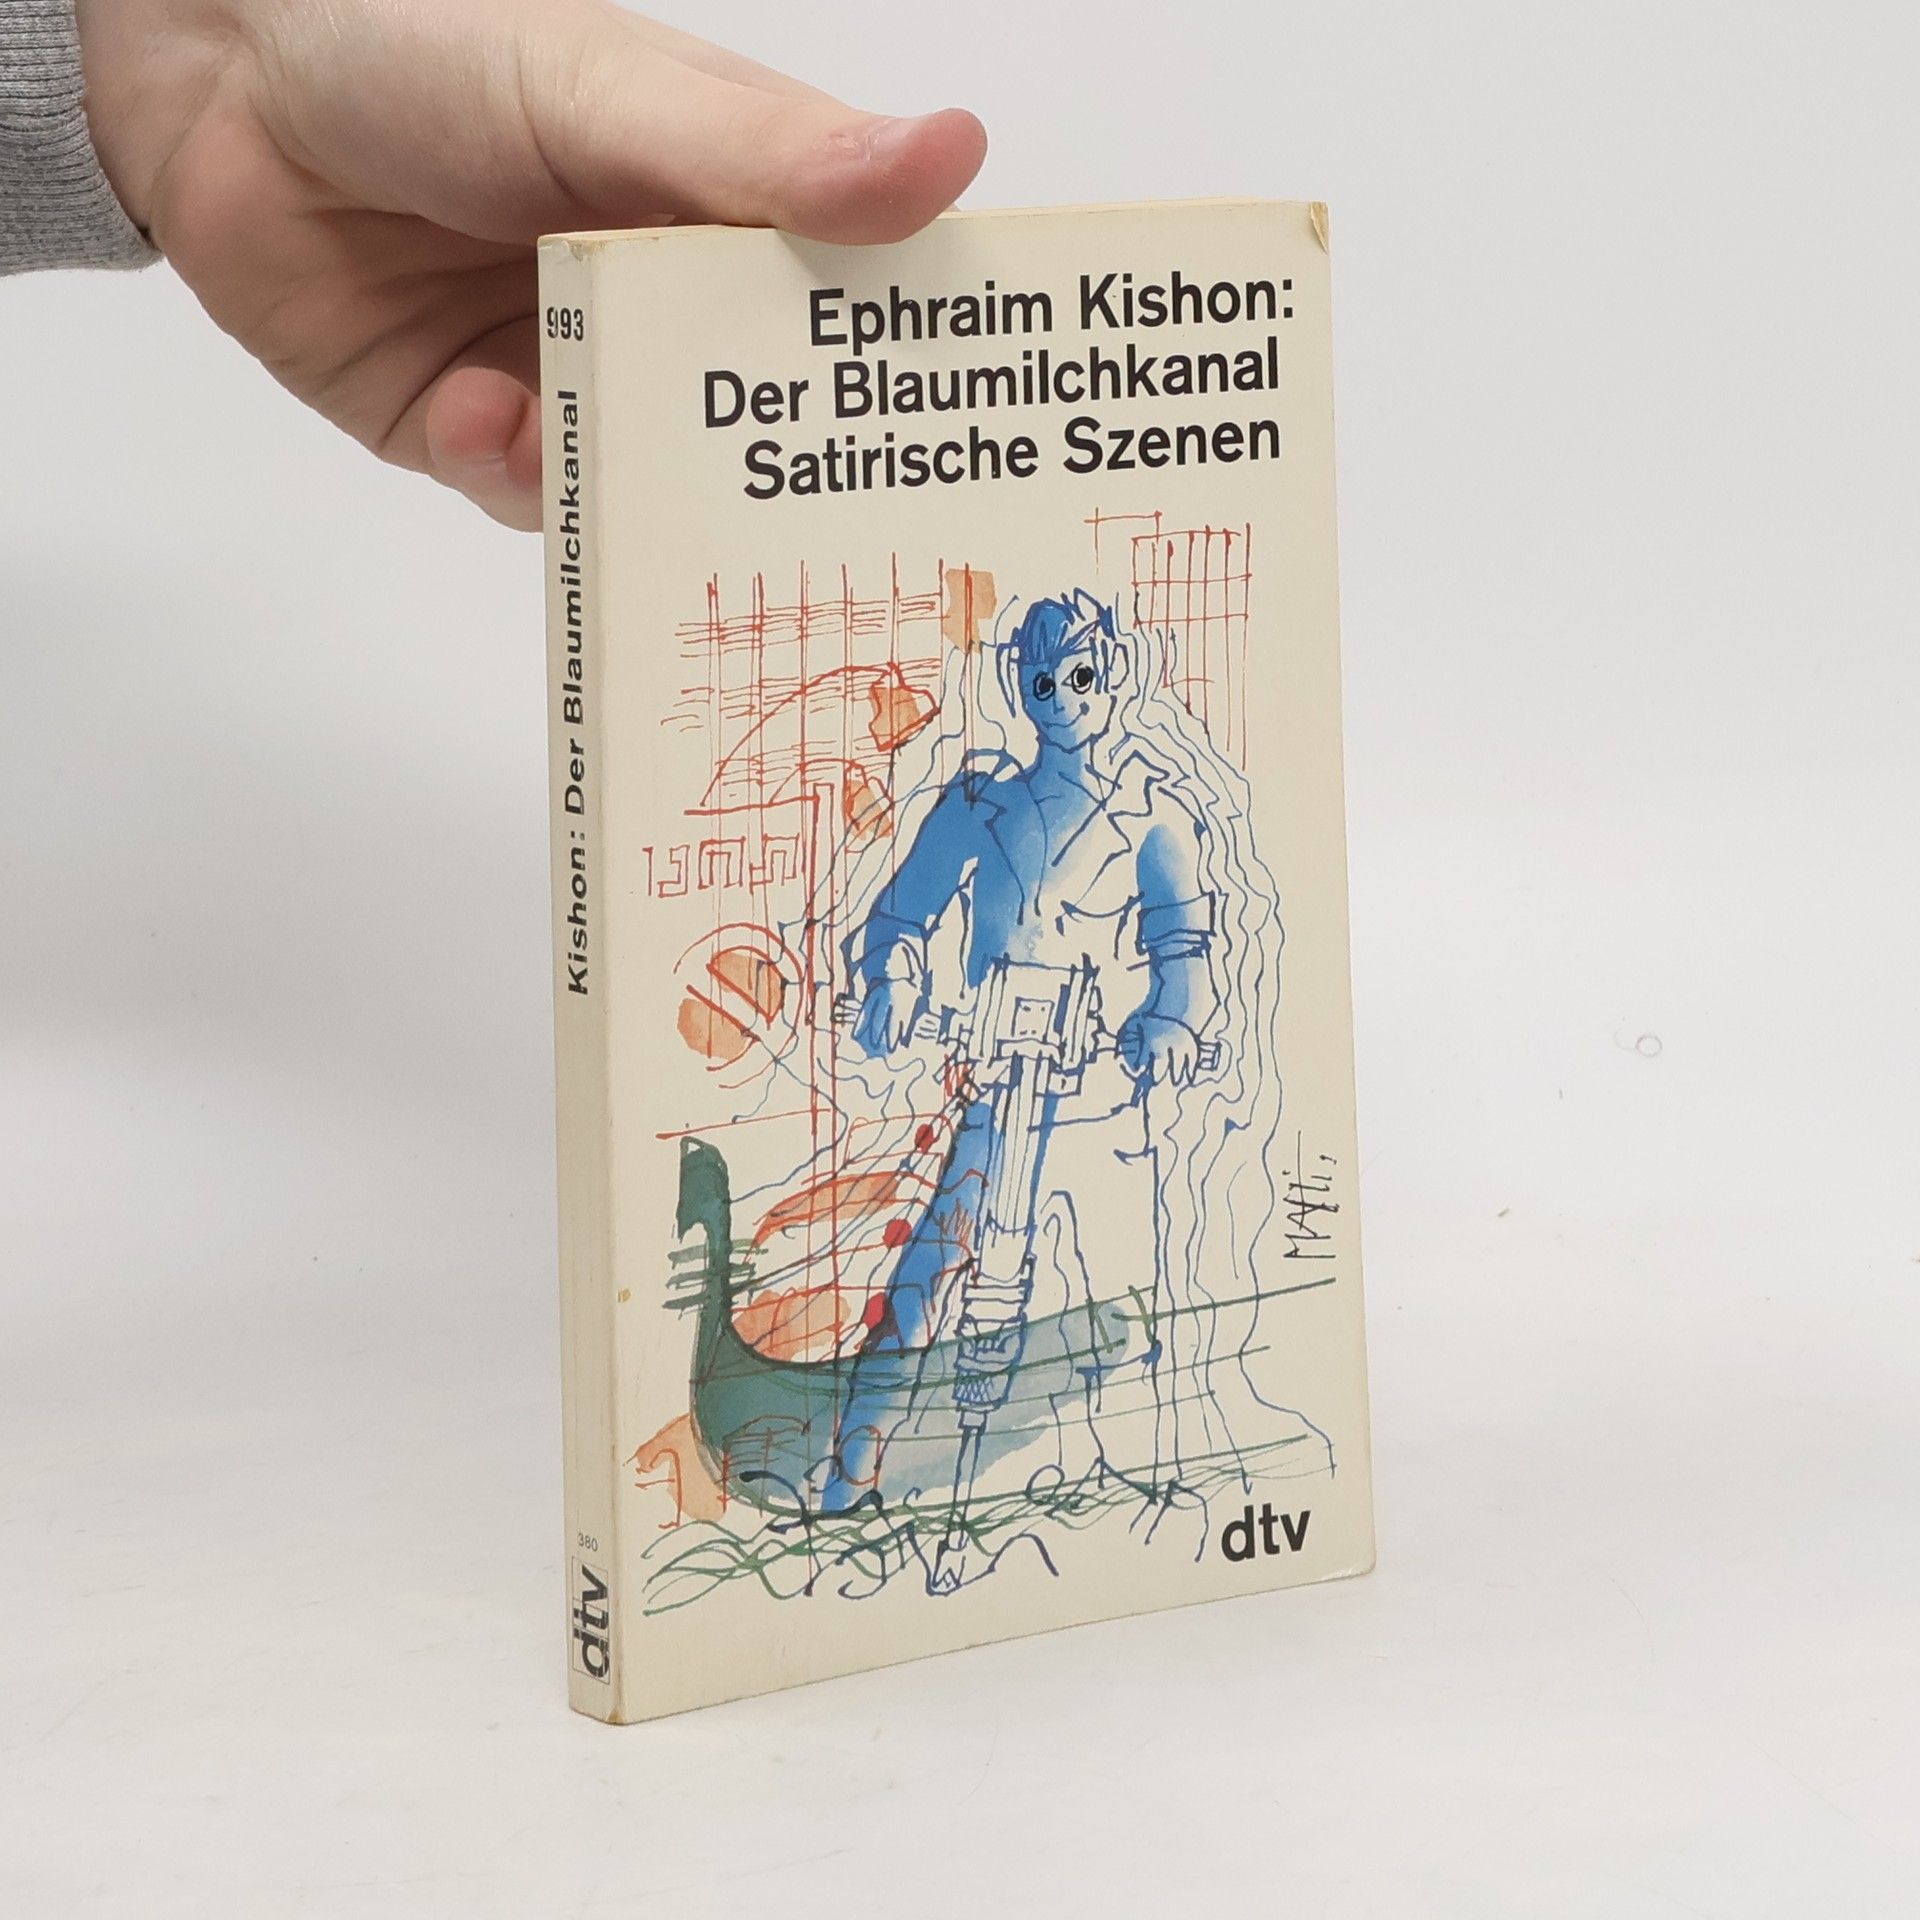 Ephraim Kishon:
Der Blaumilchkanal
Satirische Szenen
dtv
993
Kishon: Der Blaumilchkanal
380
dtv